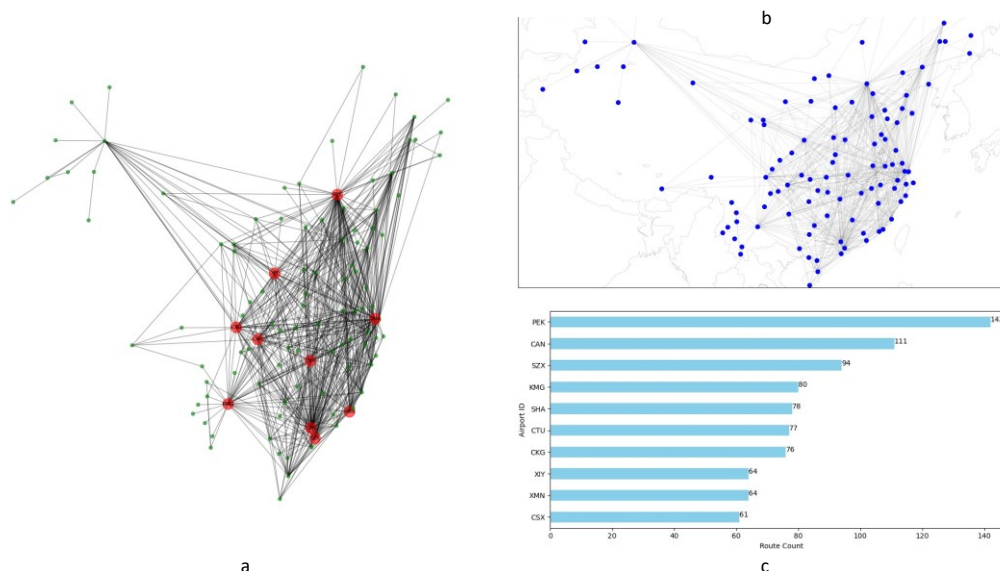 b
PEK
CAN 111
SZX 94
KMG 80
Airport ID
SHA 78
CTU 77
CKG 76
XIY 64
XMN 64
CSX 61
0 20 40 60 80 100 120 140
Route Count
a c